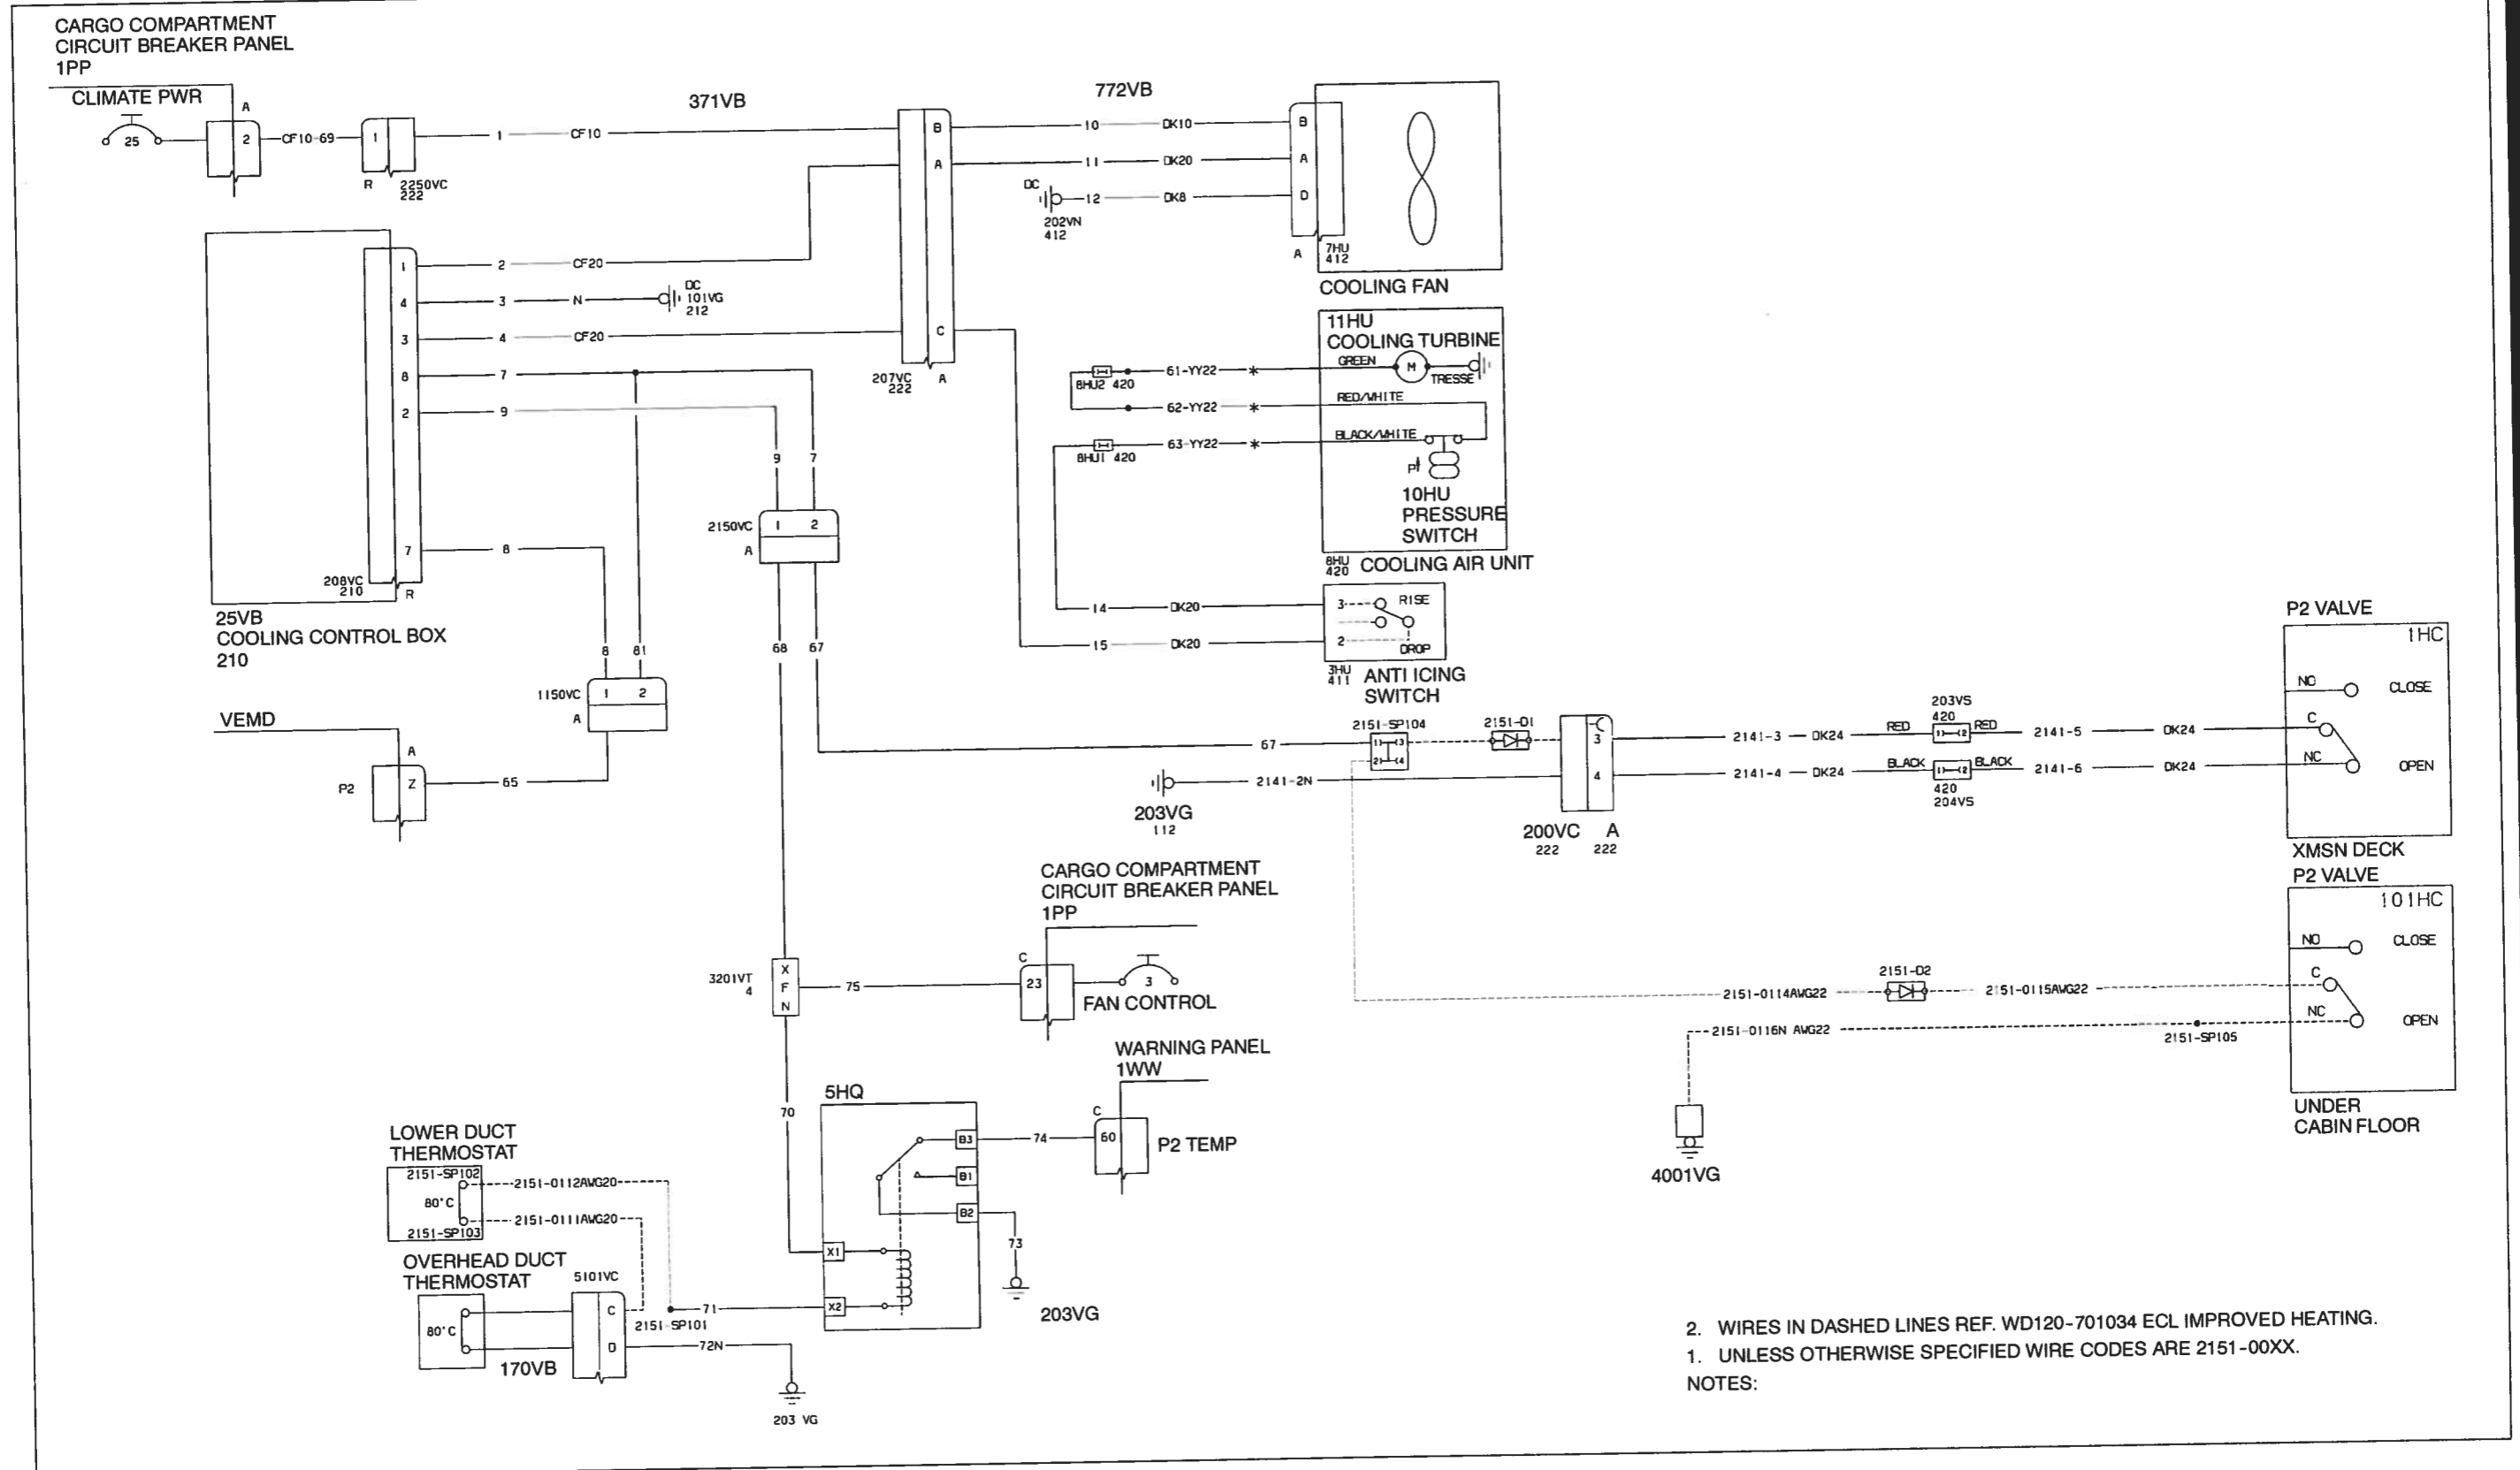 CARGO COMPARTMENT
CIRCUIT BREAKER PANEL
1PP
CLIMATE PWR
25
A
2
CF10-69
1
R
2250VC
222
371VB
1
CF10
772VB
B
A
C
207VC
222
A
10
DK10
11
DK20
DC
12
DK8
202VN
412
B
A
D
A
7HU
412
COOLING FAN
1
4
3
8
2
7
2
CF20
3
N
DC
101VG
212
4
CF20
7
9
8
208VC
210
R
25VB
COOLING CONTROL BOX
210
9
7
2150VC
1
2
A
68
67
8
81
1150VC
1
2
A
VEMD
A
P2
Z
65
11HU
COOLING TURBINE
GREEN
M
TRESSE
RED/WHITE
BLACK/WHITE
P
10HU
PRESSURE
SWITCH
8HU
420
COOLING AIR UNIT
8HU2 420
61-YY22
*
62-YY22
*
8HU1 420
63-YY22
*
14
DK20
15
DK20
3
RISE
2
DROP
3HU
411
ANTI ICING
SWITCH
67
2151-SP104
1
3
2
4
2151-D1
203VG
112
2141-2N
C
3
4
200VC
222
A
222
2141-3
DK24
RED
203VS
420
1
2
RED
2141-5
DK24
2141-4
DK24
BLACK
1
2
BLACK
420
204VS
2141-6
DK24
P2 VALVE
1HC
NO
CLOSE
C
NC
OPEN
XMSN DECK
P2 VALVE
101HC
NO
CLOSE
C
NC
OPEN
UNDER
CABIN FLOOR
2151-0114AWG22
2151-D2
2151-0115AWG22
2151-0116N AWG22
2151-SP105
4001VG
CARGO COMPARTMENT
CIRCUIT BREAKER PANEL
1PP
3201VT
4
X
F
N
75
C
23
3
FAN CONTROL
70
WARNING PANEL
1WW
5HQ
B3
B1
B2
X1
X2
74
C
60
P2 TEMP
73
203VG
LOWER DUCT
THERMOSTAT
2151-SP102
80°C
2151-SP103
2151-0112AWG20
2151-0111AWG20
OVERHEAD DUCT
THERMOSTAT
80°C
170VB
5101VC
C
D
2151-SP101
71
72N
203 VG
2. WIRES IN DASHED LINES REF. WD120-701034 ECL IMPROVED HEATING.
1. UNLESS OTHERWISE SPECIFIED WIRE CODES ARE 2151-00XX.
NOTES: